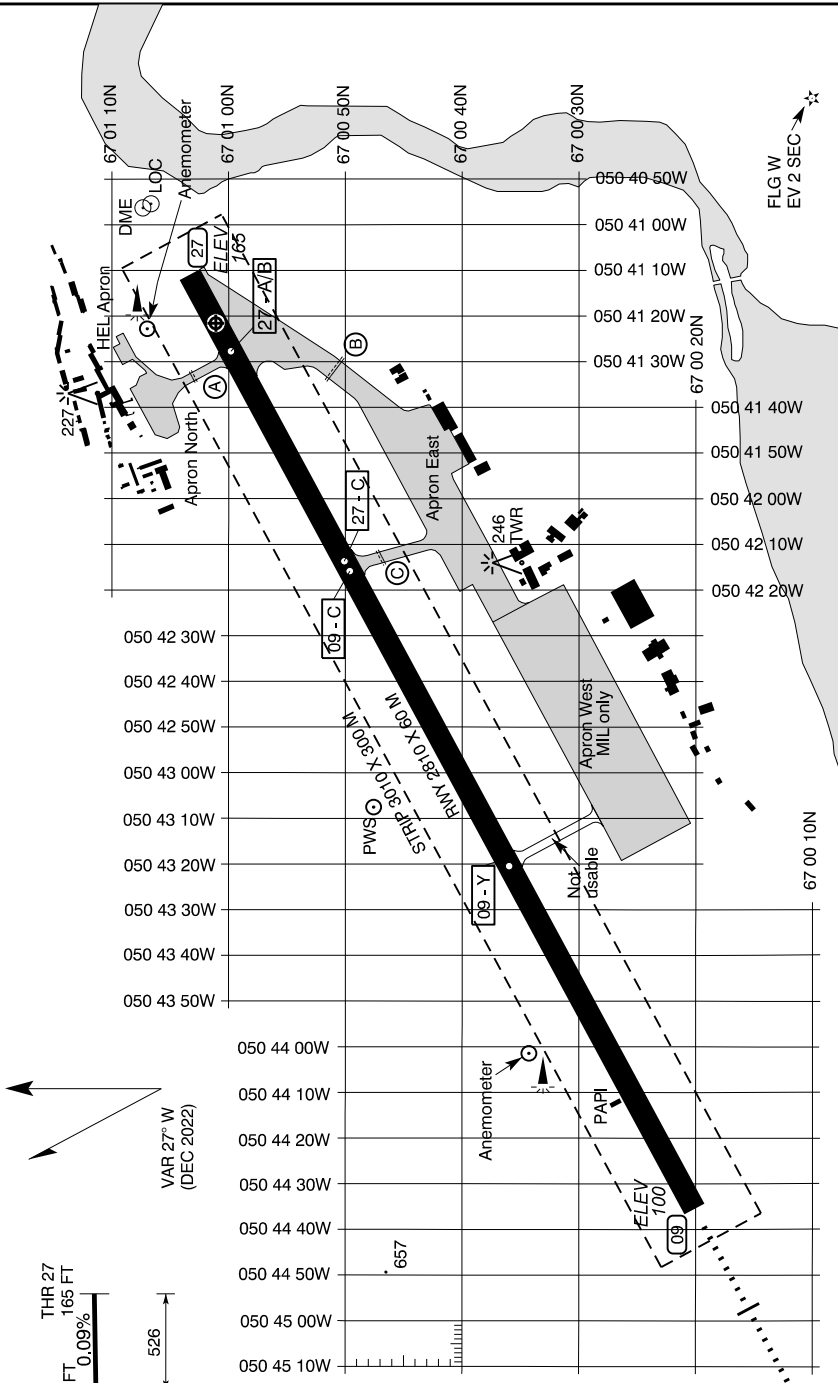 67 01 10N
67 01 00N
67 00 50N
67 00 40N
67 00 30N
FLG W
EV 2 SEC
Anemometer
DME
LOC
050 40 50W
050 41 00W
050 41 10W
050 41 20W
050 41 30W
67 00 20N
27
ELEV
165
27 - A/B
HEL Apron
A
B
227
Apron North
050 41 40W
050 41 50W
050 42 00W
050 42 10W
050 42 20W
Apron East
27 - C
246
TWR
C
09 - C
050 42 30W
050 42 40W
050 42 50W
050 43 00W
050 43 10W
050 43 20W
050 43 30W
050 43 40W
050 43 50W
STRIP 3010 X 300 M
RWY 2810 X 60 M
Apron West
MIL only
PWS
09 - Y
Not
usable
67 00 10N
050 44 00W
050 44 10W
050 44 20W
050 44 30W
050 44 40W
050 44 50W
050 45 00W
050 45 10W
Anemometer
PAPI
ELEV
100
09
VAR 27° W
(DEC 2022)
657
THR 27
165 FT
FT
0.09%
526